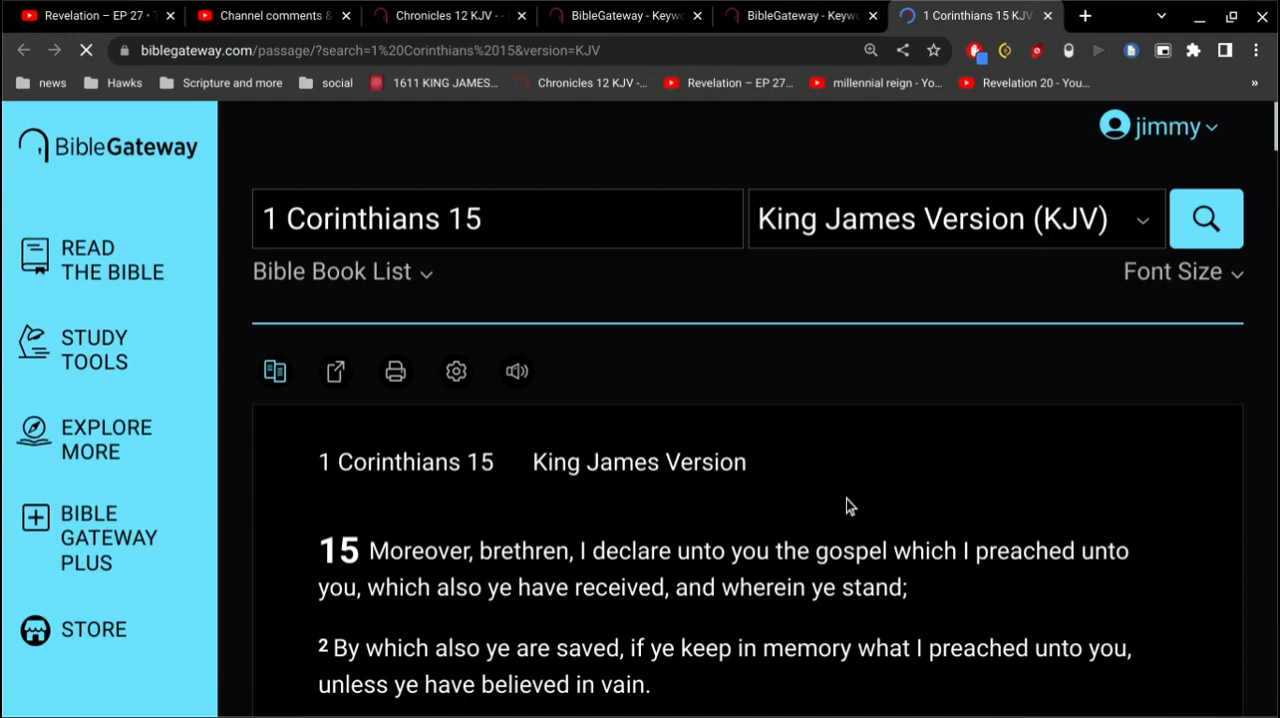 Revelation – EP 27 • T
Channel comments &
Chronicles 12 KJV - -
BibleGateway - Keywo
BibleGateway - Keywo
1 Corinthians 15 KJV
biblegateway.com/passage/?search=1%20Corinthians%2015&version=KJV
news
Hawks
Scripture and more
social
1611 KING JAMES...
Chronicles 12 KJV -...
Revelation – EP 27...
millennial reign - Yo...
Revelation 20 - You...
»
BibleGateway
jimmy
1 Corinthians 15
King James Version (KJV)
Bible Book List
Font Size
READ
THE BIBLE
STUDY
TOOLS
EXPLORE
MORE
BIBLE
GATEWAY
PLUS
STORE
1 Corinthians 15 King James Version
15 Moreover, brethren, I declare unto you the gospel which I preached unto
you, which also ye have received, and wherein ye stand;
2 By which also ye are saved, if ye keep in memory what I preached unto you,
unless ye have believed in vain.